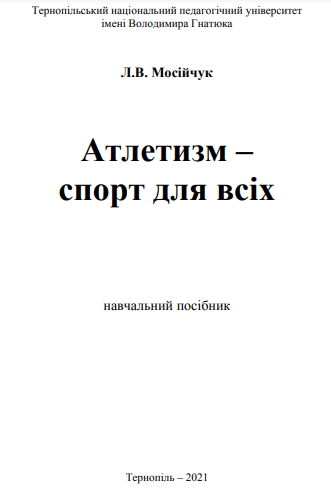 Тернопільський національний педагогічний університет
імені Володимира Гнатюка
Л.В. Мосійчук
Атлетизм –
спорт для всіх
навчальний посібник
Тернопіль – 2021